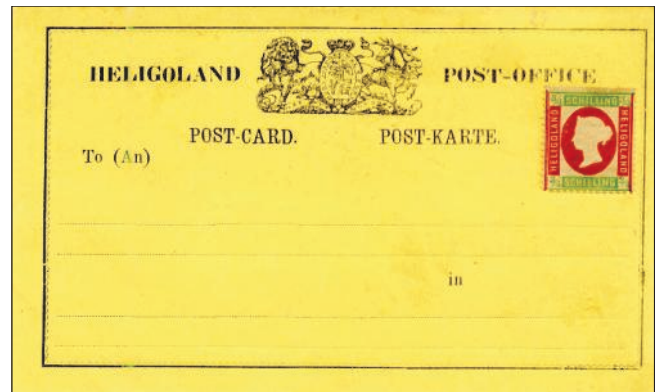 HELIGOLAND POST-OFFICE
POST-CARD. POST-KARTE.
SCHILLING
HELIGOLAND
HELIGOLAND
SCHILLING
To (An)
in